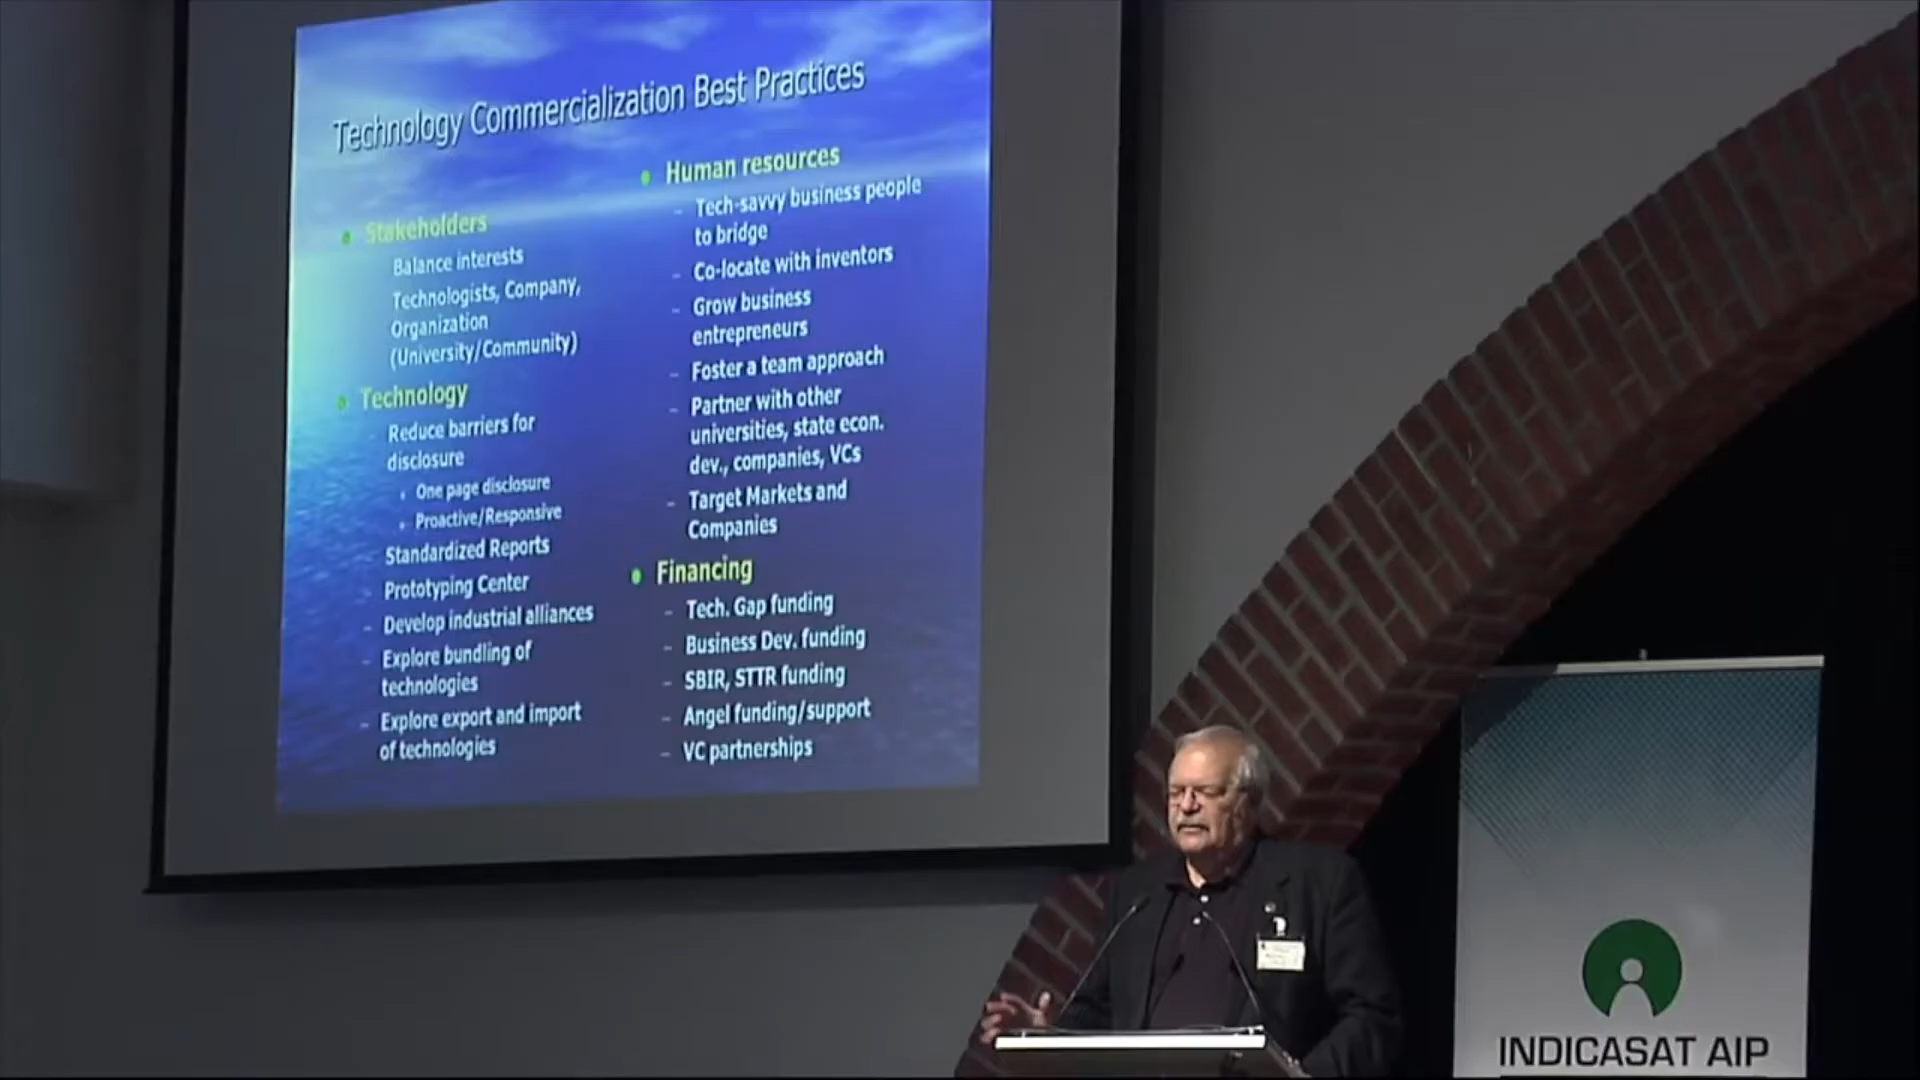 Technology Commercialization Best Practices
• Stakeholders
Balance interests
Technologists, Company,
Organization
(University/Community)
• Technology
- Reduce barriers for
disclosure
• One page disclosure
• Proactive/Responsive
- Standardized Reports
- Prototyping Center
- Develop industrial alliances
- Explore bundling of
technologies
- Explore export and import
of technologies
• Human resources
- Tech-savvy business people
to bridge
- Co-locate with inventors
- Grow business
entrepreneurs
- Foster a team approach
- Partner with other
universities, state econ.
dev., companies, VCs
- Target Markets and
Companies
• Financing
- Tech. Gap funding
- Business Dev. funding
- SBIR, STTR funding
- Angel funding/support
- VC partnerships
INDICASAT AIP